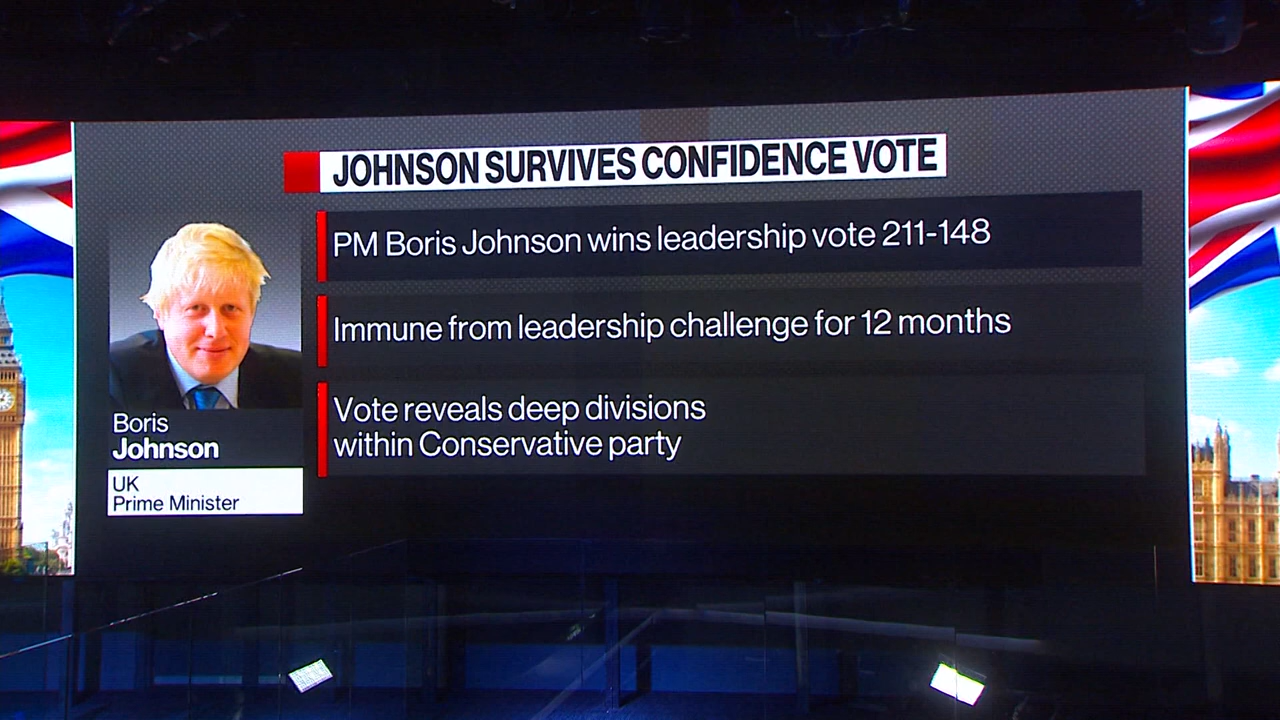 JOHNSON SURVIVES CONFIDENCE VOTE
PM Boris Johnson wins leadership vote 211-148
Immune from leadership challenge for 12 months
Vote reveals deep divisions
within Conservative party
Boris
Johnson
UK
Prime Minister